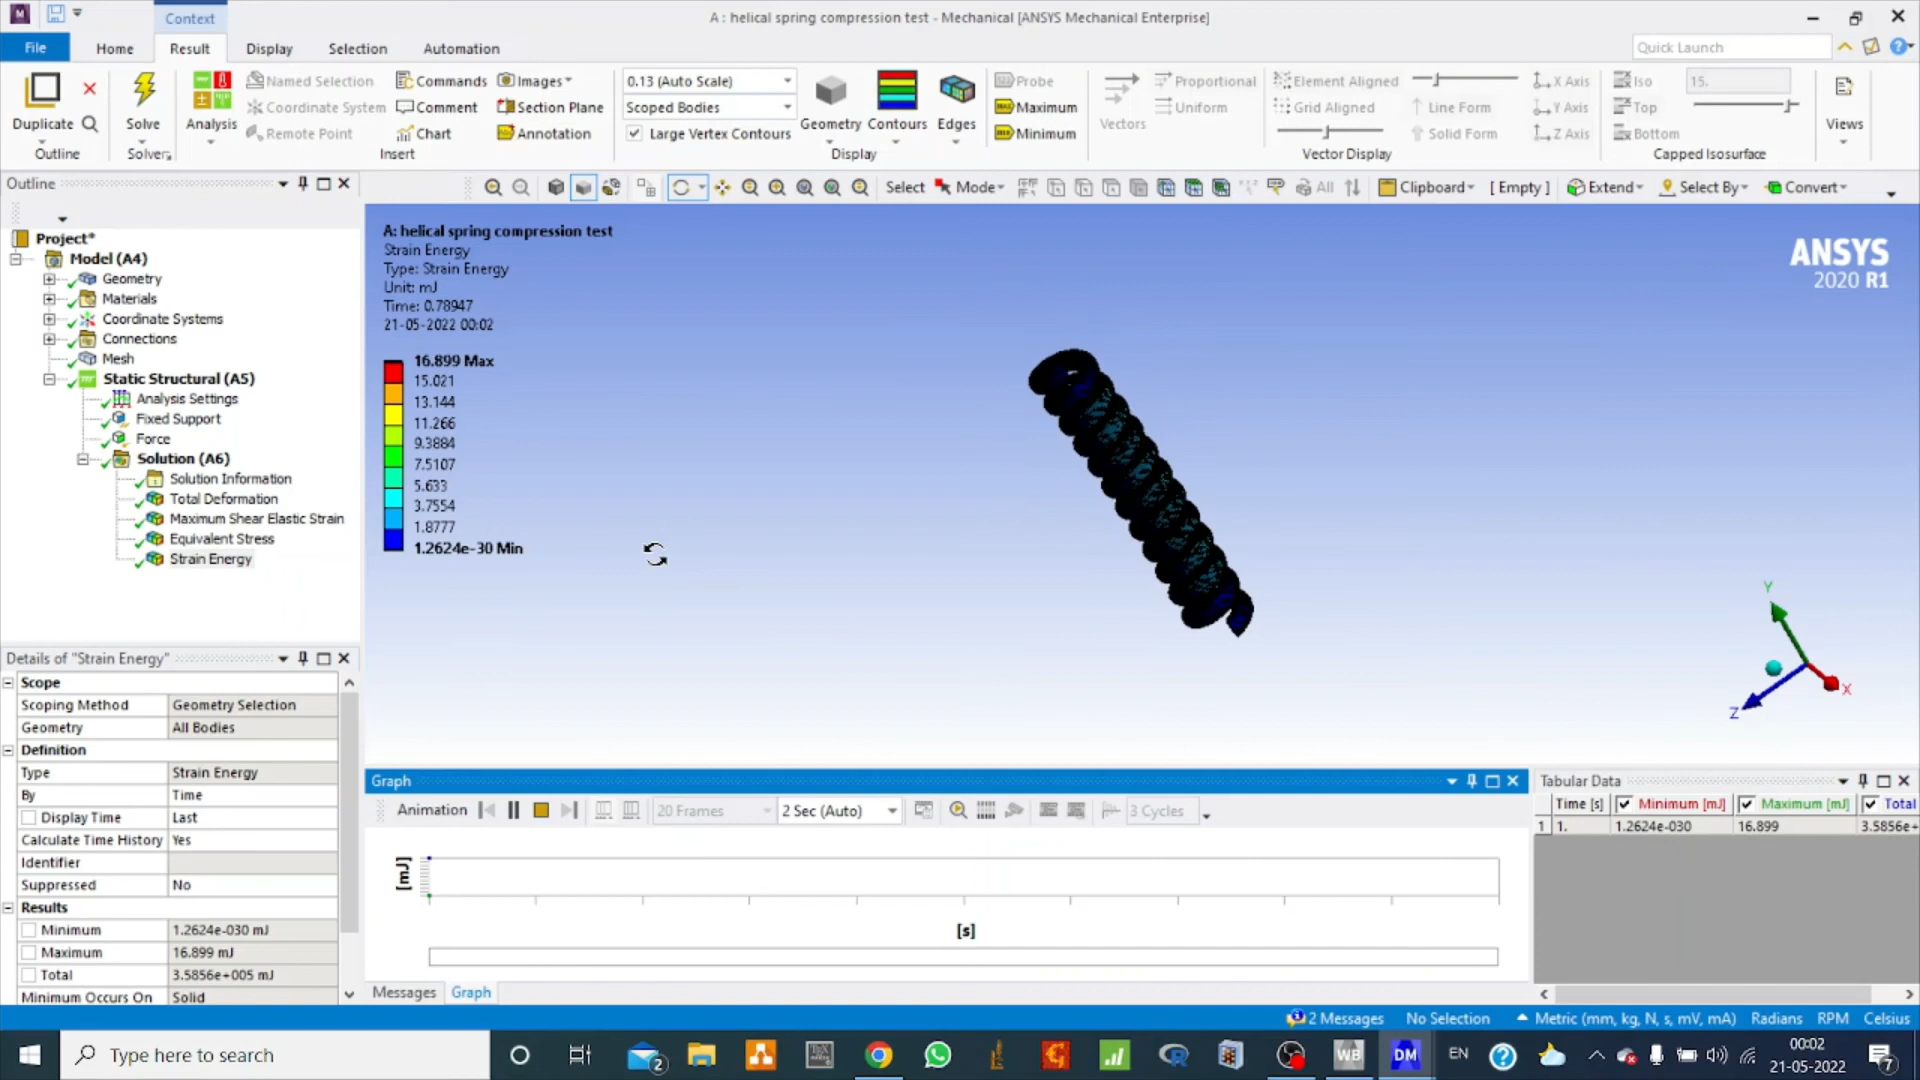 Context
A : helical spring compression test - Mechanical [ANSYS Mechanical Enterprise]
File Home Result Display Selection Automation
Quick Launch
Duplicate
Outline
Solve
Solver
Analysis
Named Selection
Coordinate System
Remote Point
Commands
Comment
Chart
Images
Section Plane
Annotation
Insert
0.13 (Auto Scale)
Scoped Bodies
Large Vertex Contours
Geometry
Contours
Edges
Display
Probe
Maximum
Minimum
Vectors
Proportional
Uniform
Element Aligned
Grid Aligned
Line Form
Solid Form
X Axis
Y Axis
Z Axis
Vector Display
Iso
Top
Bottom
15.
Capped Isosurface
Views
Outline
Select Mode All Clipboard [ Empty ] Extend Select By Convert
Project*
Model (A4)
Geometry
Materials
Coordinate Systems
Connections
Mesh
Static Structural (A5)
Analysis Settings
Fixed Support
Force
Solution (A6)
Solution Information
Total Deformation
Maximum Shear Elastic Strain
Equivalent Stress
Strain Energy
A: helical spring compression test
Strain Energy
Type: Strain Energy
Unit: mJ
Time: 0.78947
21-05-2022 00:02
16.899 Max
15.021
13.144
11.266
9.3884
7.5107
5.633
3.7554
1.8777
1.2624e-30 Min
ANSYS
2020 R1
Y
X
Z
Details of "Strain Energy"
Scope
Scoping Method Geometry Selection
Geometry All Bodies
Definition
Type Strain Energy
By Time
Display Time Last
Calculate Time History Yes
Identifier
Suppressed No
Results
Minimum 1.2624e-030 mJ
Maximum 16.899 mJ
Total 3.5856e+005 mJ
Minimum Occurs On Solid
Graph
Animation 20 Frames 2 Sec (Auto) 3 Cycles
[mJ]
[s]
Messages Graph
Tabular Data
Time [s] Minimum [mJ] Maximum [mJ] Total
1 1. 1.2624e-030 16.899 3.5856e+
2 Messages No Selection Metric (mm, kg, N, s, mV, mA) Radians RPM Celsius
Type here to search
2
WB
DM
EN
00:02
21-05-2022
7